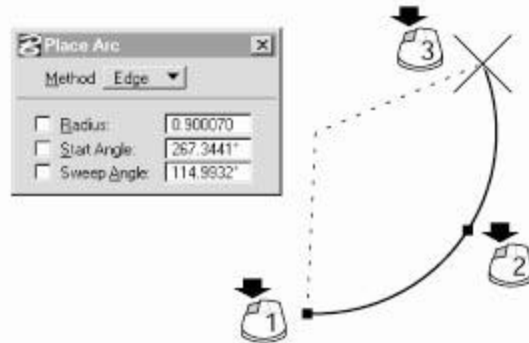 Place Arc
Method Edge
Radius: 0.900070
Start Angle: 267.3441°
Sweep Angle: 114.9932°
3
2
1